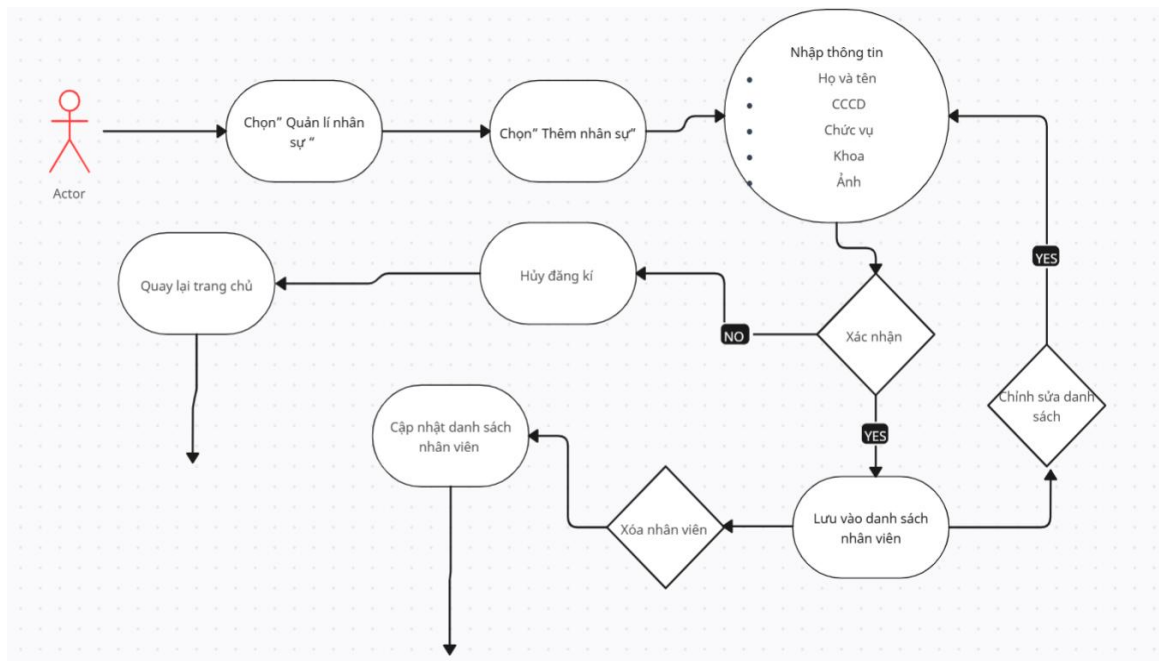 Actor
Chọn” Quản lí nhân
sự “
Chọn” Thêm nhân sự”
Nhập thông tin
Họ và tên
CCCD
Chức vụ
Khoa
Ảnh
YES
Quay lại trang chủ
Hủy đăng kí
NO
Xác nhận
Chỉnh sửa danh
sách
YES
Cập nhật danh sách
nhân viên
Xóa nhân viên
Lưu vào danh sách
nhân viên